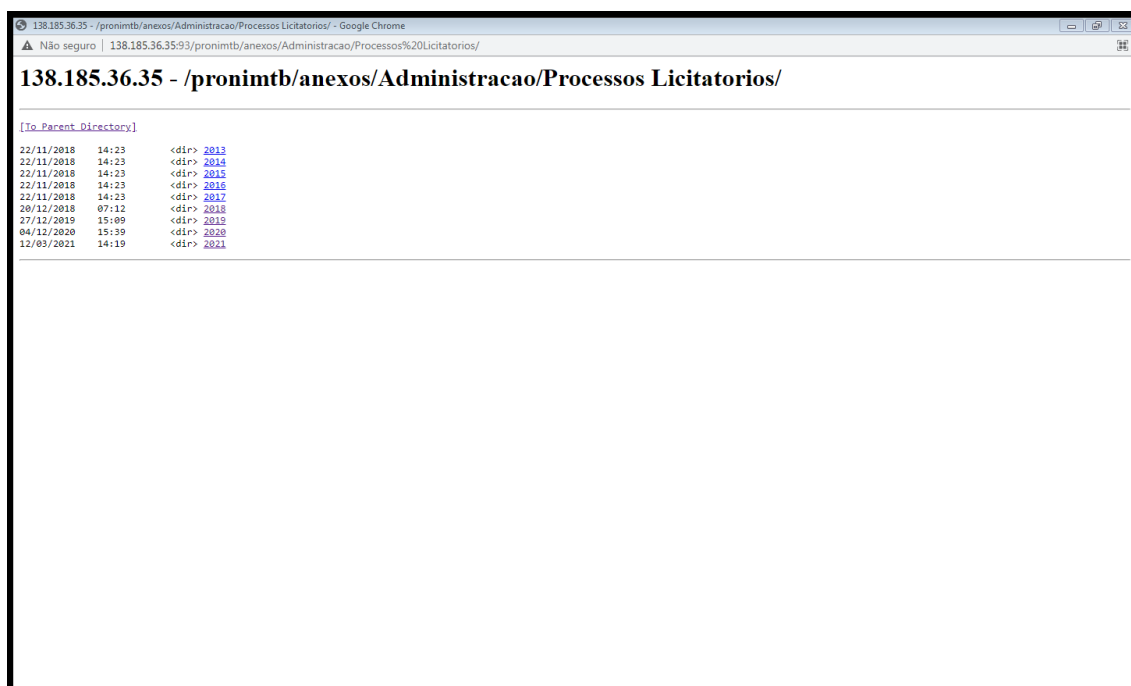 138.185.36.35 - /pronimtb/anexos/Administracao/Processos Licitatorios/ - Google Chrome
Não seguro | 138.185.36.35:93/pronimtb/anexos/Administracao/Processos%20Licitatorios/
138.185.36.35 - /pronimtb/anexos/Administracao/Processos Licitatorios/
[To Parent Directory]
22/11/2018 14:23 <dir> 2013
22/11/2018 14:23 <dir> 2014
22/11/2018 14:23 <dir> 2015
22/11/2018 14:23 <dir> 2016
22/11/2018 14:23 <dir> 2017
20/12/2018 07:12 <dir> 2018
27/12/2019 15:09 <dir> 2019
04/12/2020 15:39 <dir> 2020
12/03/2021 14:19 <dir> 2021